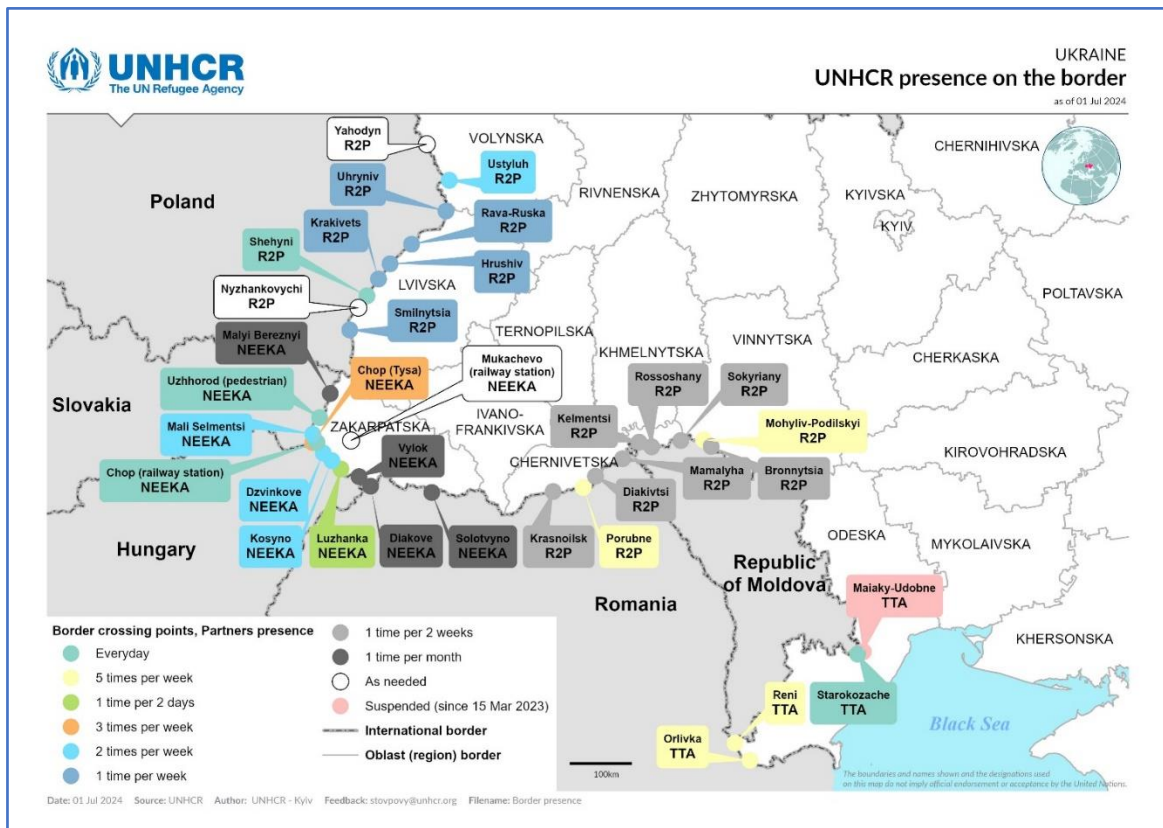 UNHCR
The UN Refugee Agency
UKRAINE
UNHCR presence on the border
as of 01 Jul 2024
Yahodyn
R2P
VOLYNSKA
CHERNIHIVSKA
Ustyluh
R2P
Uhryniv
R2P
RIVNENSKA
ZHYTOMYRSKA
KYIVSKA
KYIV
Poland
Krakivets
R2P
Rava-Ruska
R2P
Shehyni
R2P
Hrushiv
R2P
Nyzhankovychi
R2P
LVIVSKA
POLTAVSKA
Smilnytsia
R2P
TERNOPILSKA
Malyi Bereznyi
NEEKA
KHMELNYTSKA
VINNYTSKA
CHERKASKA
Chop (Tysa)
NEEKA
Mukachevo
(railway station)
NEEKA
Rossoshany
R2P
Sokyriany
R2P
Uzhhorod (pedestrian)
NEEKA
Slovakia
Mali Selmentsi
NEEKA
ZAKARPATSKA
IVANO-
FRANKIVSKA
Kelmentsi
R2P
Mohyliv-Podilskyi
R2P
KIROVOHRADSKA
Vylok
NEEKA
CHERNIVETSKA
Chop (railway station)
NEEKA
Mamalyha
R2P
Bronnytsia
R2P
Dzvinkove
NEEKA
Diakivtsi
R2P
Hungary
Kosyno
NEEKA
Luzhanka
NEEKA
Diakove
NEEKA
Solotvyno
NEEKA
Krasnoilsk
R2P
Porubne
R2P
ODESKA
MYKOLAIVSKA
Republic
of Moldova
Romania
Maiaky-Udobne
TTA
KHERSONSKA
Reni
TTA
Starokozache
TTA
Orlivka
TTA
Black Sea
Border crossing points, Partners presence
Everyday
5 times per week
1 time per 2 days
3 times per week
2 times per week
1 time per week
1 time per 2 weeks
1 time per month
As needed
Suspended (since 15 Mar 2023)
International border
Oblast (region) border
100km
The boundaries and names shown and the designations used
on this map do not imply official endorsement or acceptance by the United Nations.
Date: 01 Jul 2024 Source: UNHCR Author: UNHCR - Kyiv Feedback: stovpovy@unhcr.org Filename: Border presence